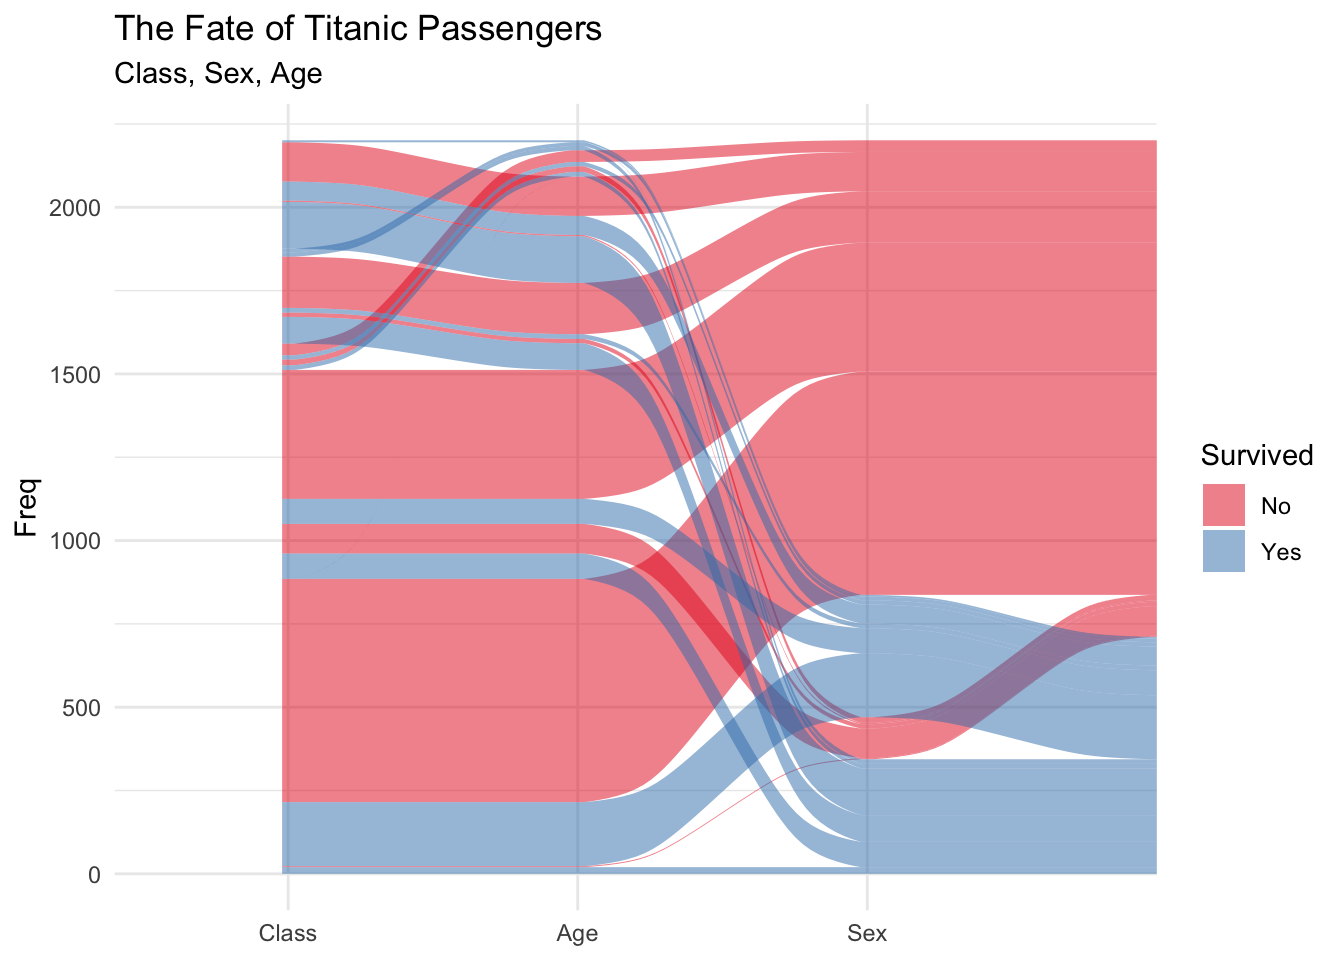 The Fate of Titanic Passengers
Class, Sex, Age
Freq
2000
1500
1000
500
0
Class Age Sex
Survived
No
Yes